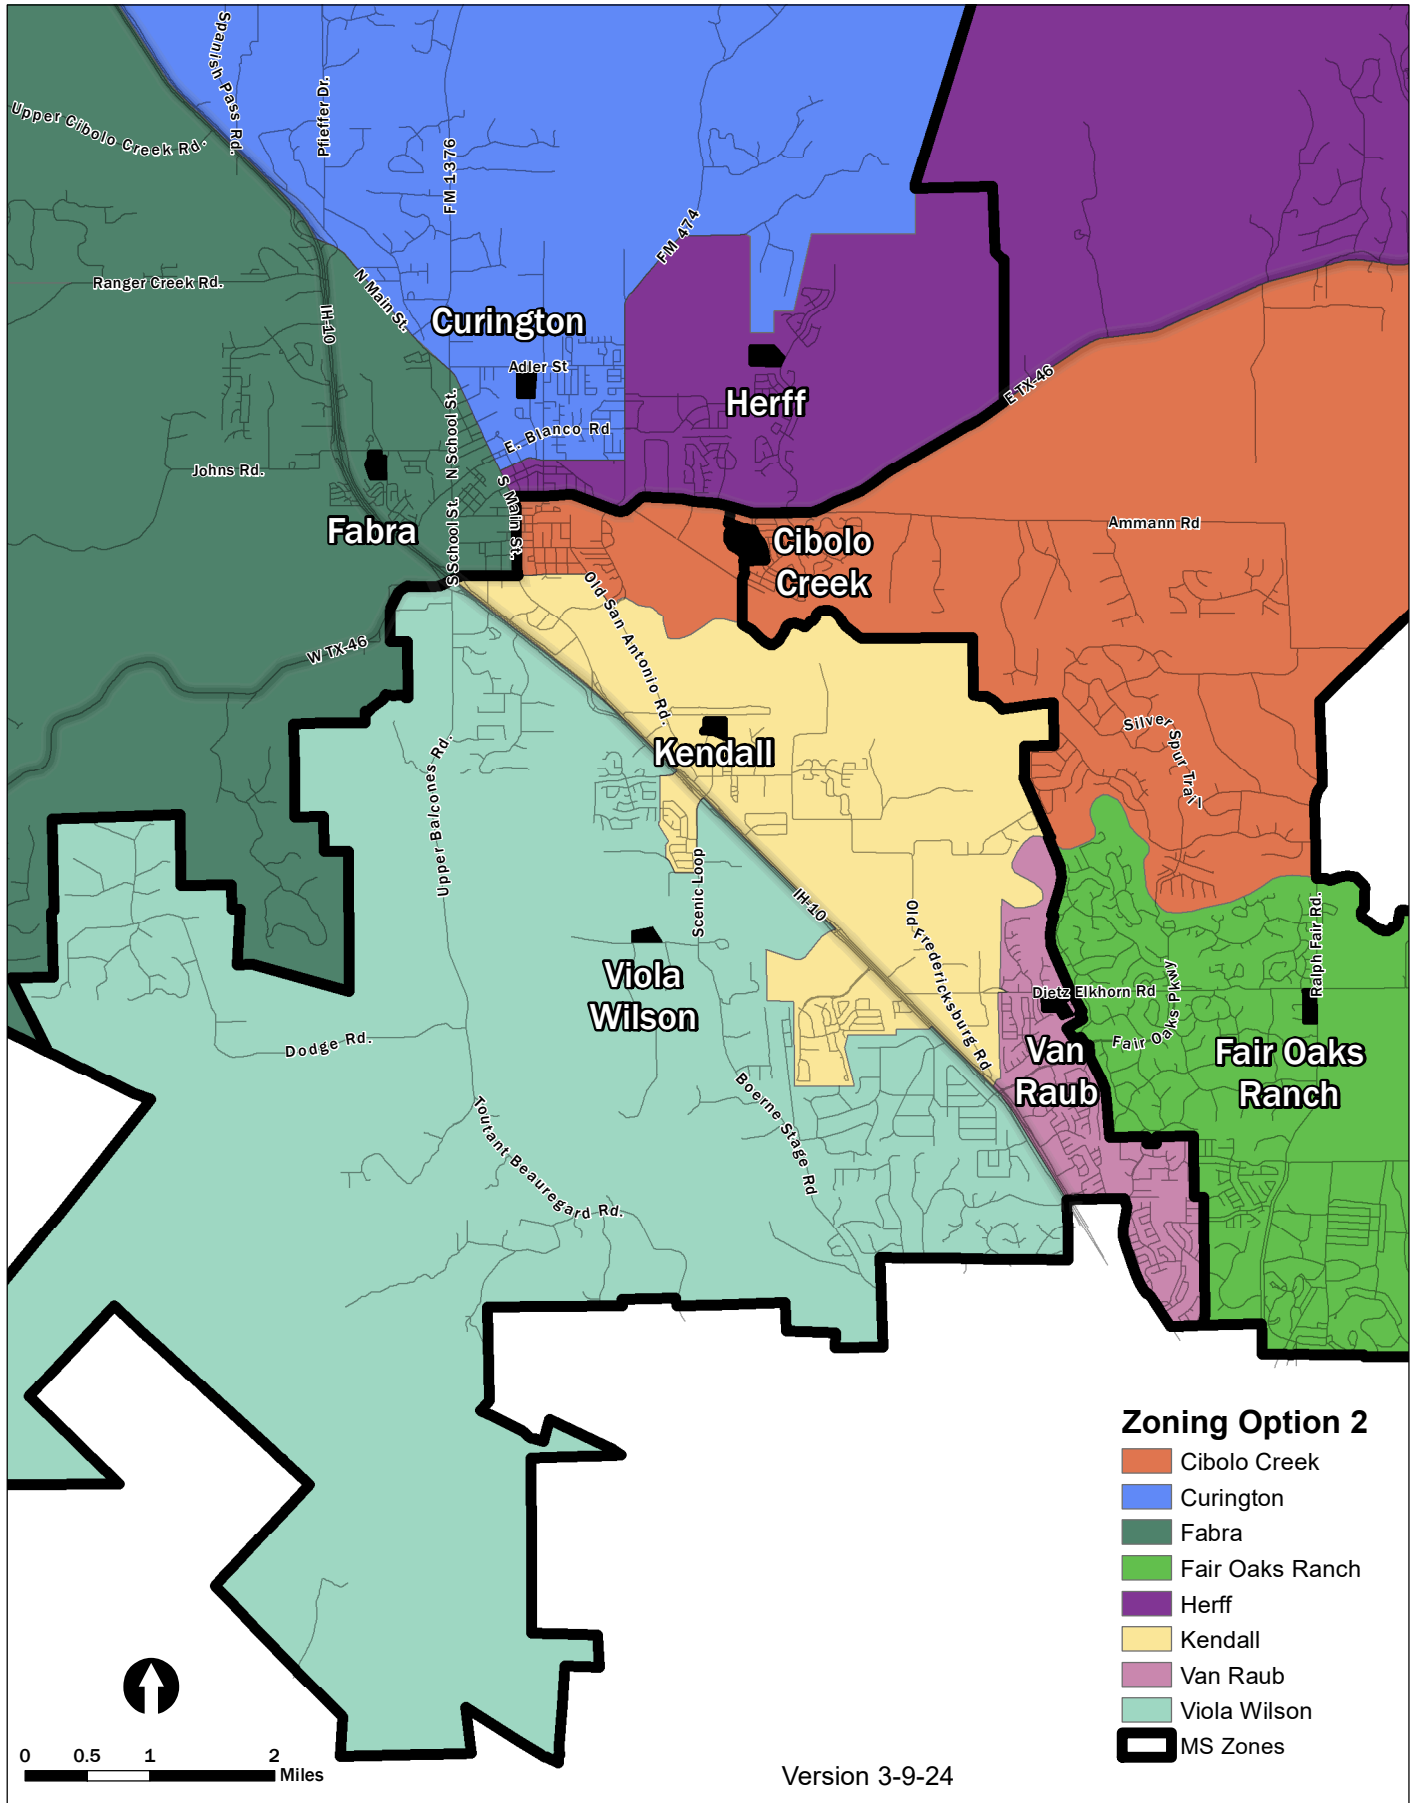 Spanish Pass Rd.
Pfieffer Dr.
Upper Cibolo Creek Rd.
FM 1376
FM 474
Ranger Creek Rd.
N Main St.
IH-10
Curington
Adler St
Herff
E TX-46
N School St.
E. Blanco Rd
Johns Rd.
S Main St.
Fabra
S School St.
Cibolo
Creek
Ammann Rd
Old San Antonio Rd.
W TX-46
Silver Spur Trail
Kendall
Upper Balcones Rd.
Scenic Loop
IH-10
Old Fredericksburg Rd
Ralph Fair Rd.
Viola
Wilson
Dietz Elkhorn Rd
Fair Oaks Pkwy
Dodge Rd.
Van
Raub
Fair Oaks
Ranch
Boerne Stage Rd
Toutant Beauregard Rd.
Zoning Option 2
Cibolo Creek
Curington
Fabra
Fair Oaks Ranch
Herff
Kendall
Van Raub
Viola Wilson
MS Zones
0 0.5 1 2
Miles
Version 3-9-24